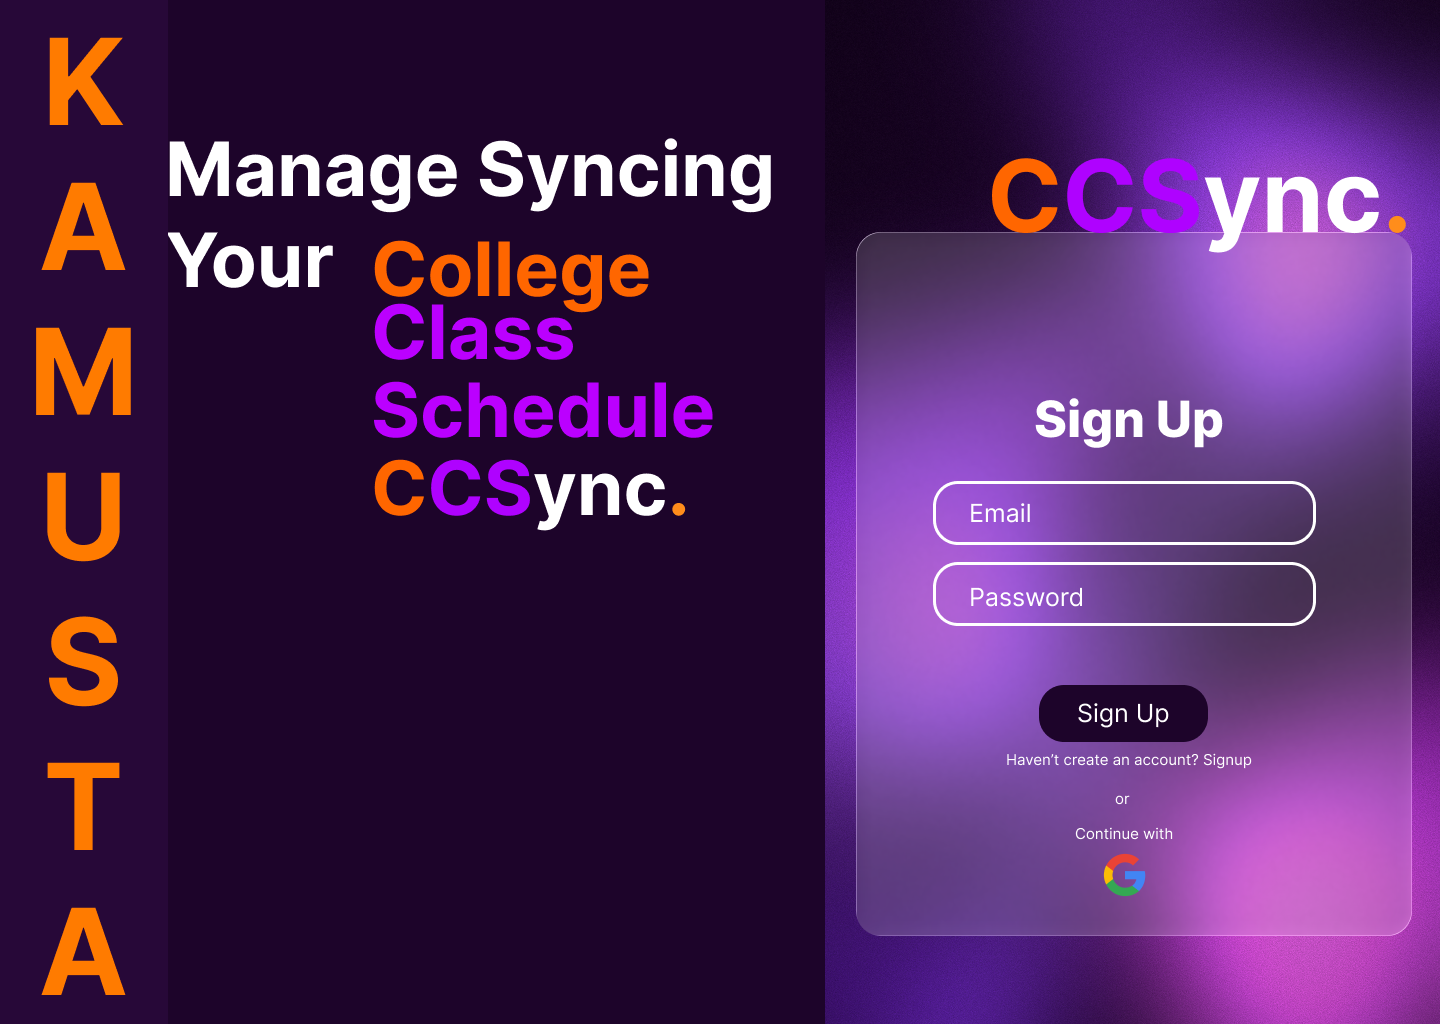 K
A
M
U
S
T
A
Manage Syncing
Your
College
Class
Schedule
CCSync.
CCSync.
Sign Up
Email
Password
Sign Up
Haven't create an account? Signup
or
Continue with